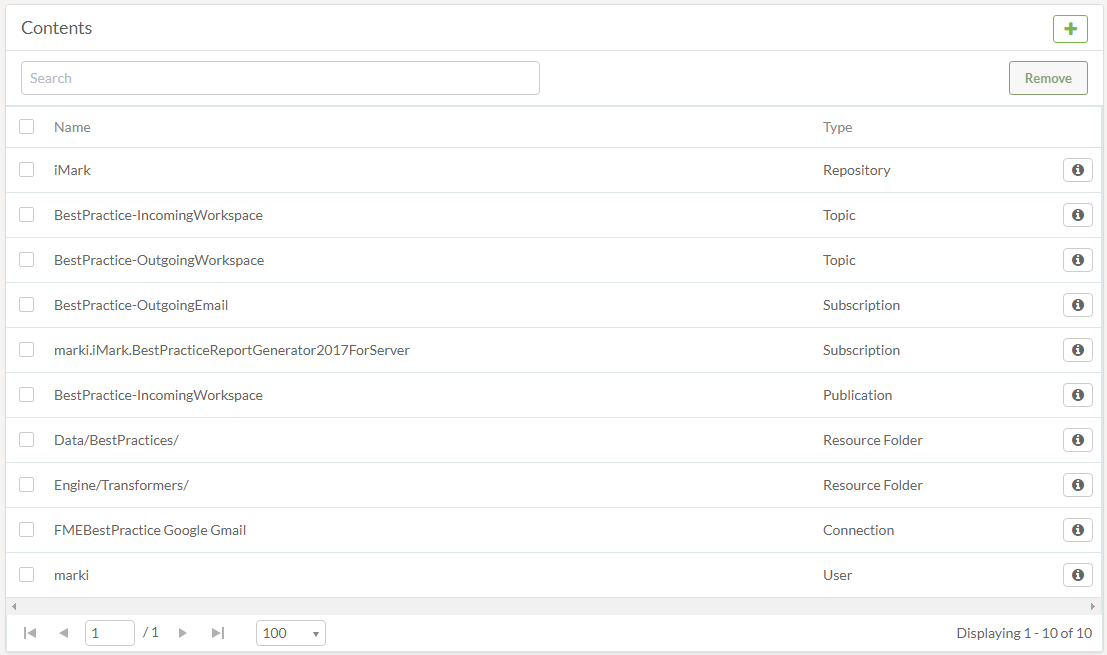 Contents
Search
Remove
Name Type
iMark Repository
BestPractice-IncomingWorkspace Topic
BestPractice-OutgoingWorkspace Topic
BestPractice-OutgoingEmail Subscription
marki.iMark.BestPracticeReportGenerator2017ForServer Subscription
BestPractice-IncomingWorkspace Publication
Data/BestPractices/ Resource Folder
Engine/Transformers/ Resource Folder
FMEBestPractice Google Gmail Connection
marki User
1 / 1 100 Displaying 1 - 10 of 10